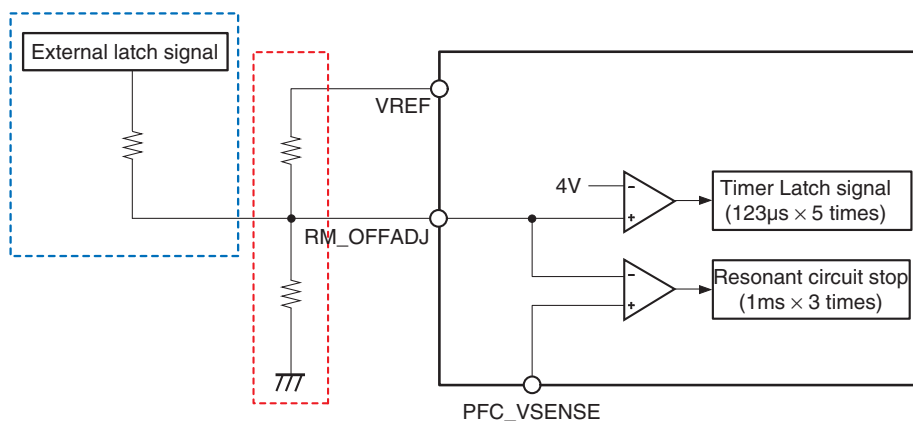 External latch signal
VREF
4V
Timer Latch signal
(123μs × 5 times)
RM_OFFADJ
Resonant circuit stop
(1ms × 3 times)
PFC_VSENSE